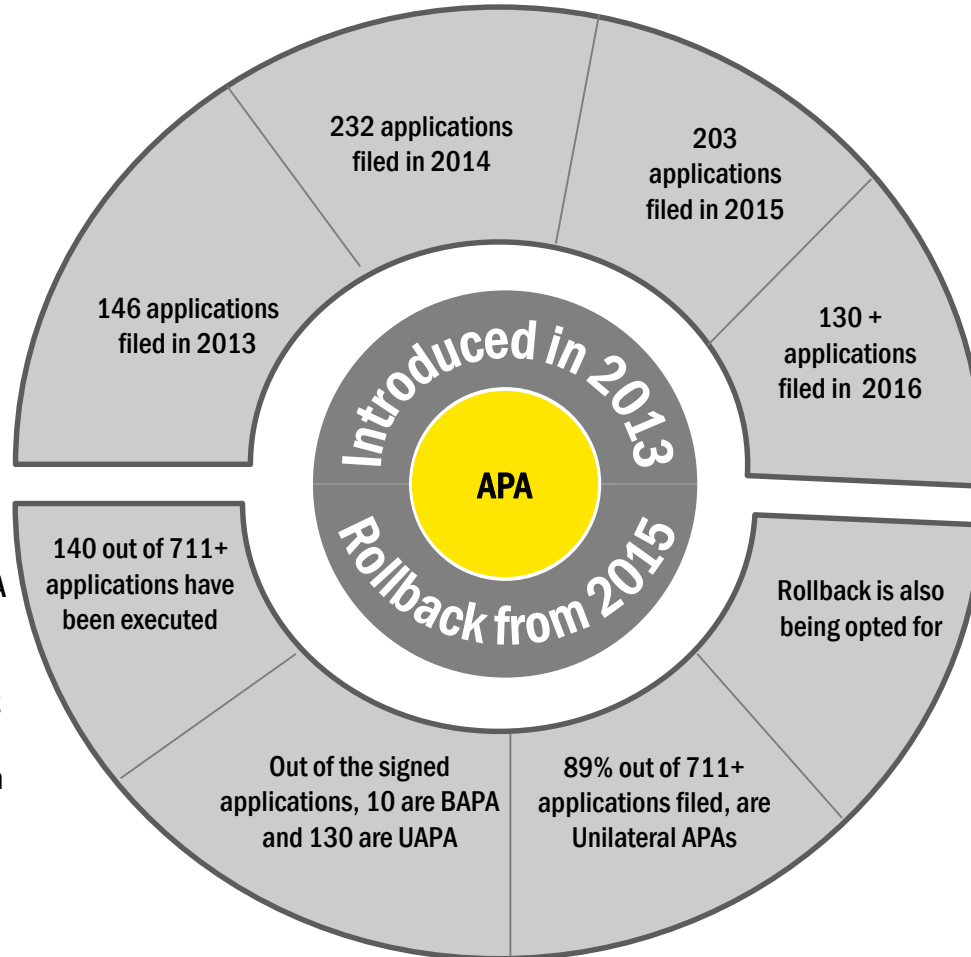 232 applications
filed in 2014
203
applications
filed in 2015
146 applications
filed in 2013
130 +
applications
filed in 2016
Introduced in 2013
APA
Rollback from 2015
140 out of 711+
applications have
been executed
A
Rollback is also
being opted for
Out of the signed
applications, 10 are BAPA
and 130 are UAPA
89% out of 711+
applications filed, are
Unilateral APAs